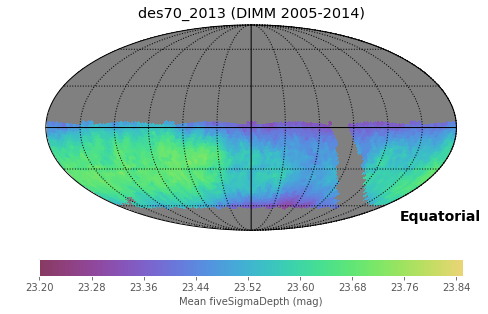 des70_2013 (DIMM 2005-2014)
Equatorial
23.20 23.28 23.36 23.44 23.52 23.60 23.68 23.76 23.84
Mean fiveSigmaDepth (mag)